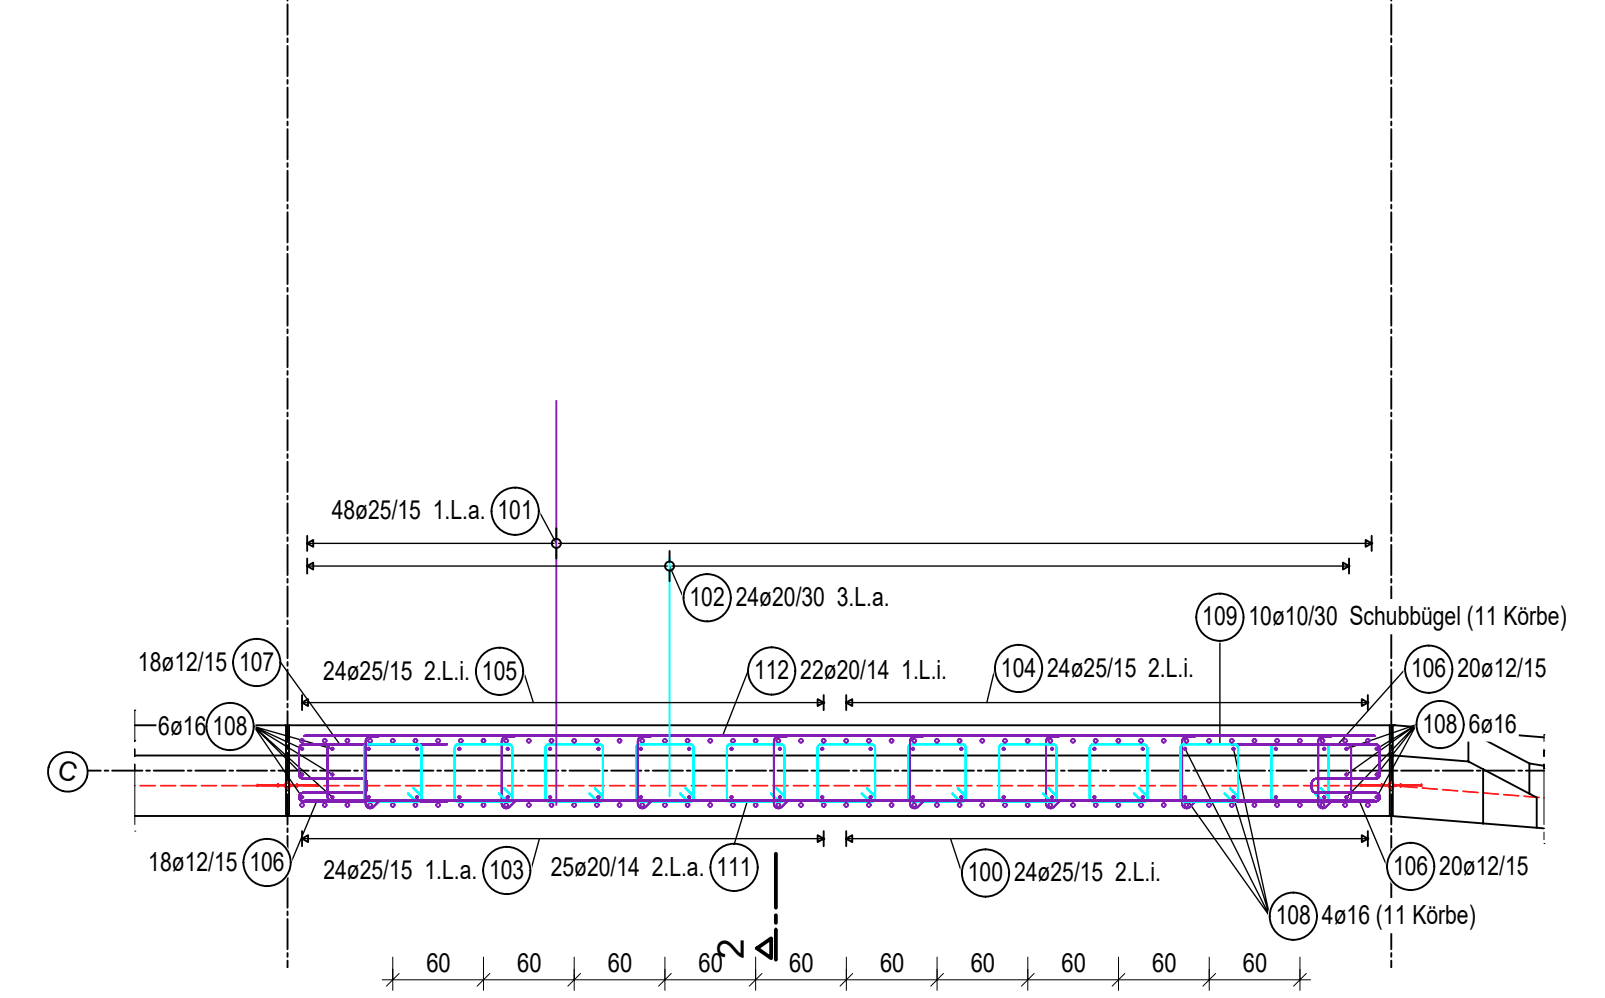 48ø25/15 1.L.a. 101
102 24ø20/30 3.L.a.
109 10ø10/30 Schubbügel (11 Körbe)
18ø12/15 107
24ø25/15 2.L.i. 105
112 22ø20/14 1.L.i.
104 24ø25/15 2.L.i.
106 20ø12/15
6ø16 108
108 6ø16
C
18ø12/15 106
24ø25/15 1.L.a. 103
25ø20/14 2.L.a. 111
100 24ø25/15 2.L.i.
106 20ø12/15
108 4ø16 (11 Körbe)
2
60 60 60 60 60 60 60 60 60 60